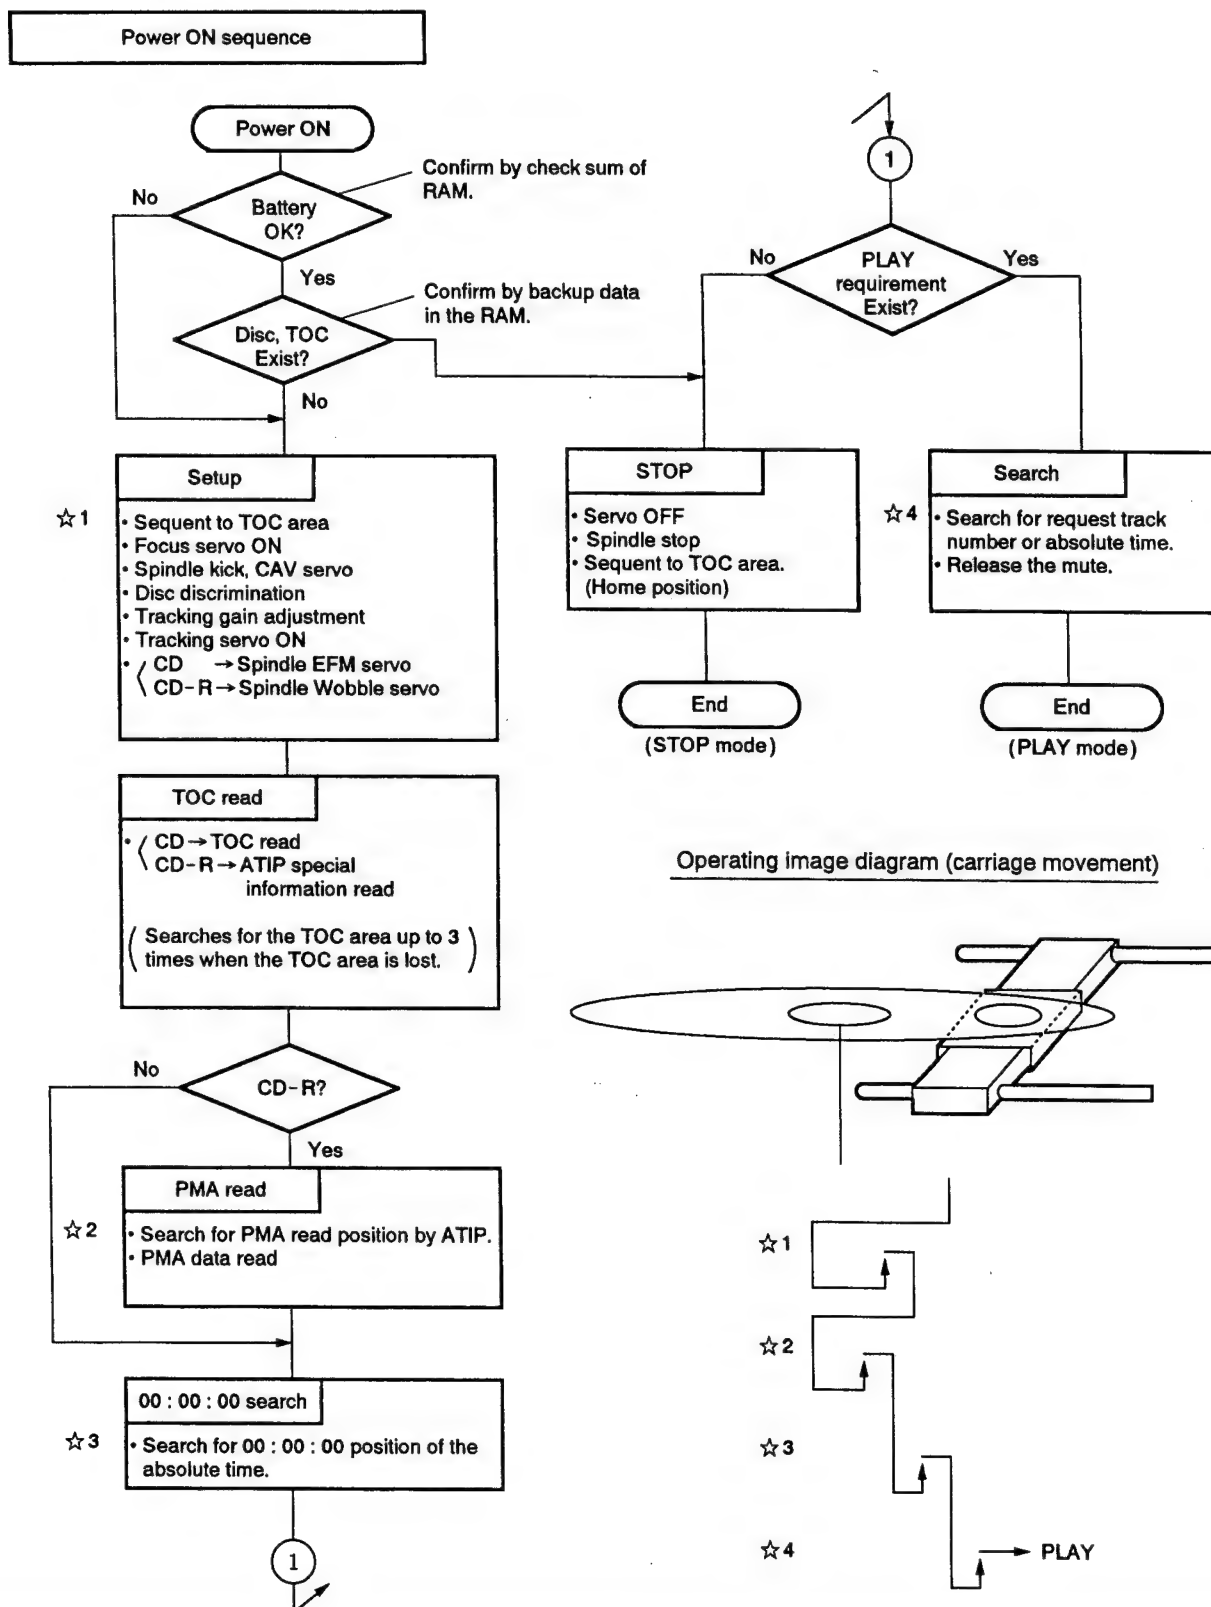 Power ON sequence
Power ON
Confirm by check sum of
RAM.
No
Battery
OK?
Yes
Confirm by backup data
in the RAM.
Disc, TOC
Exist?
No
Setup
☆1
• Sequent to TOC area
• Focus servo ON
• Spindle kick, CAV servo
• Disc discrimination
• Tracking gain adjustment
• Tracking servo ON
• CD → Spindle EFM servo
CD-R → Spindle Wobble servo
TOC read
• CD → TOC read
CD-R → ATIP special
information read
(Searches for the TOC area up to 3
times when the TOC area is lost.)
No
CD-R?
Yes
PMA read
☆2
• Search for PMA read position by ATIP.
• PMA data read
00 : 00 : 00 search
☆3
• Search for 00 : 00 : 00 position of the
absolute time.
1
1
No
PLAY
requirement
Exist?
Yes
STOP
• Servo OFF
• Spindle stop
• Sequent to TOC area.
(Home position)
End
(STOP mode)
Search
☆4
• Search for request track
number or absolute time.
• Release the mute.
End
(PLAY mode)
Operating image diagram (carriage movement)
☆1
☆2
☆3
☆4
PLAY